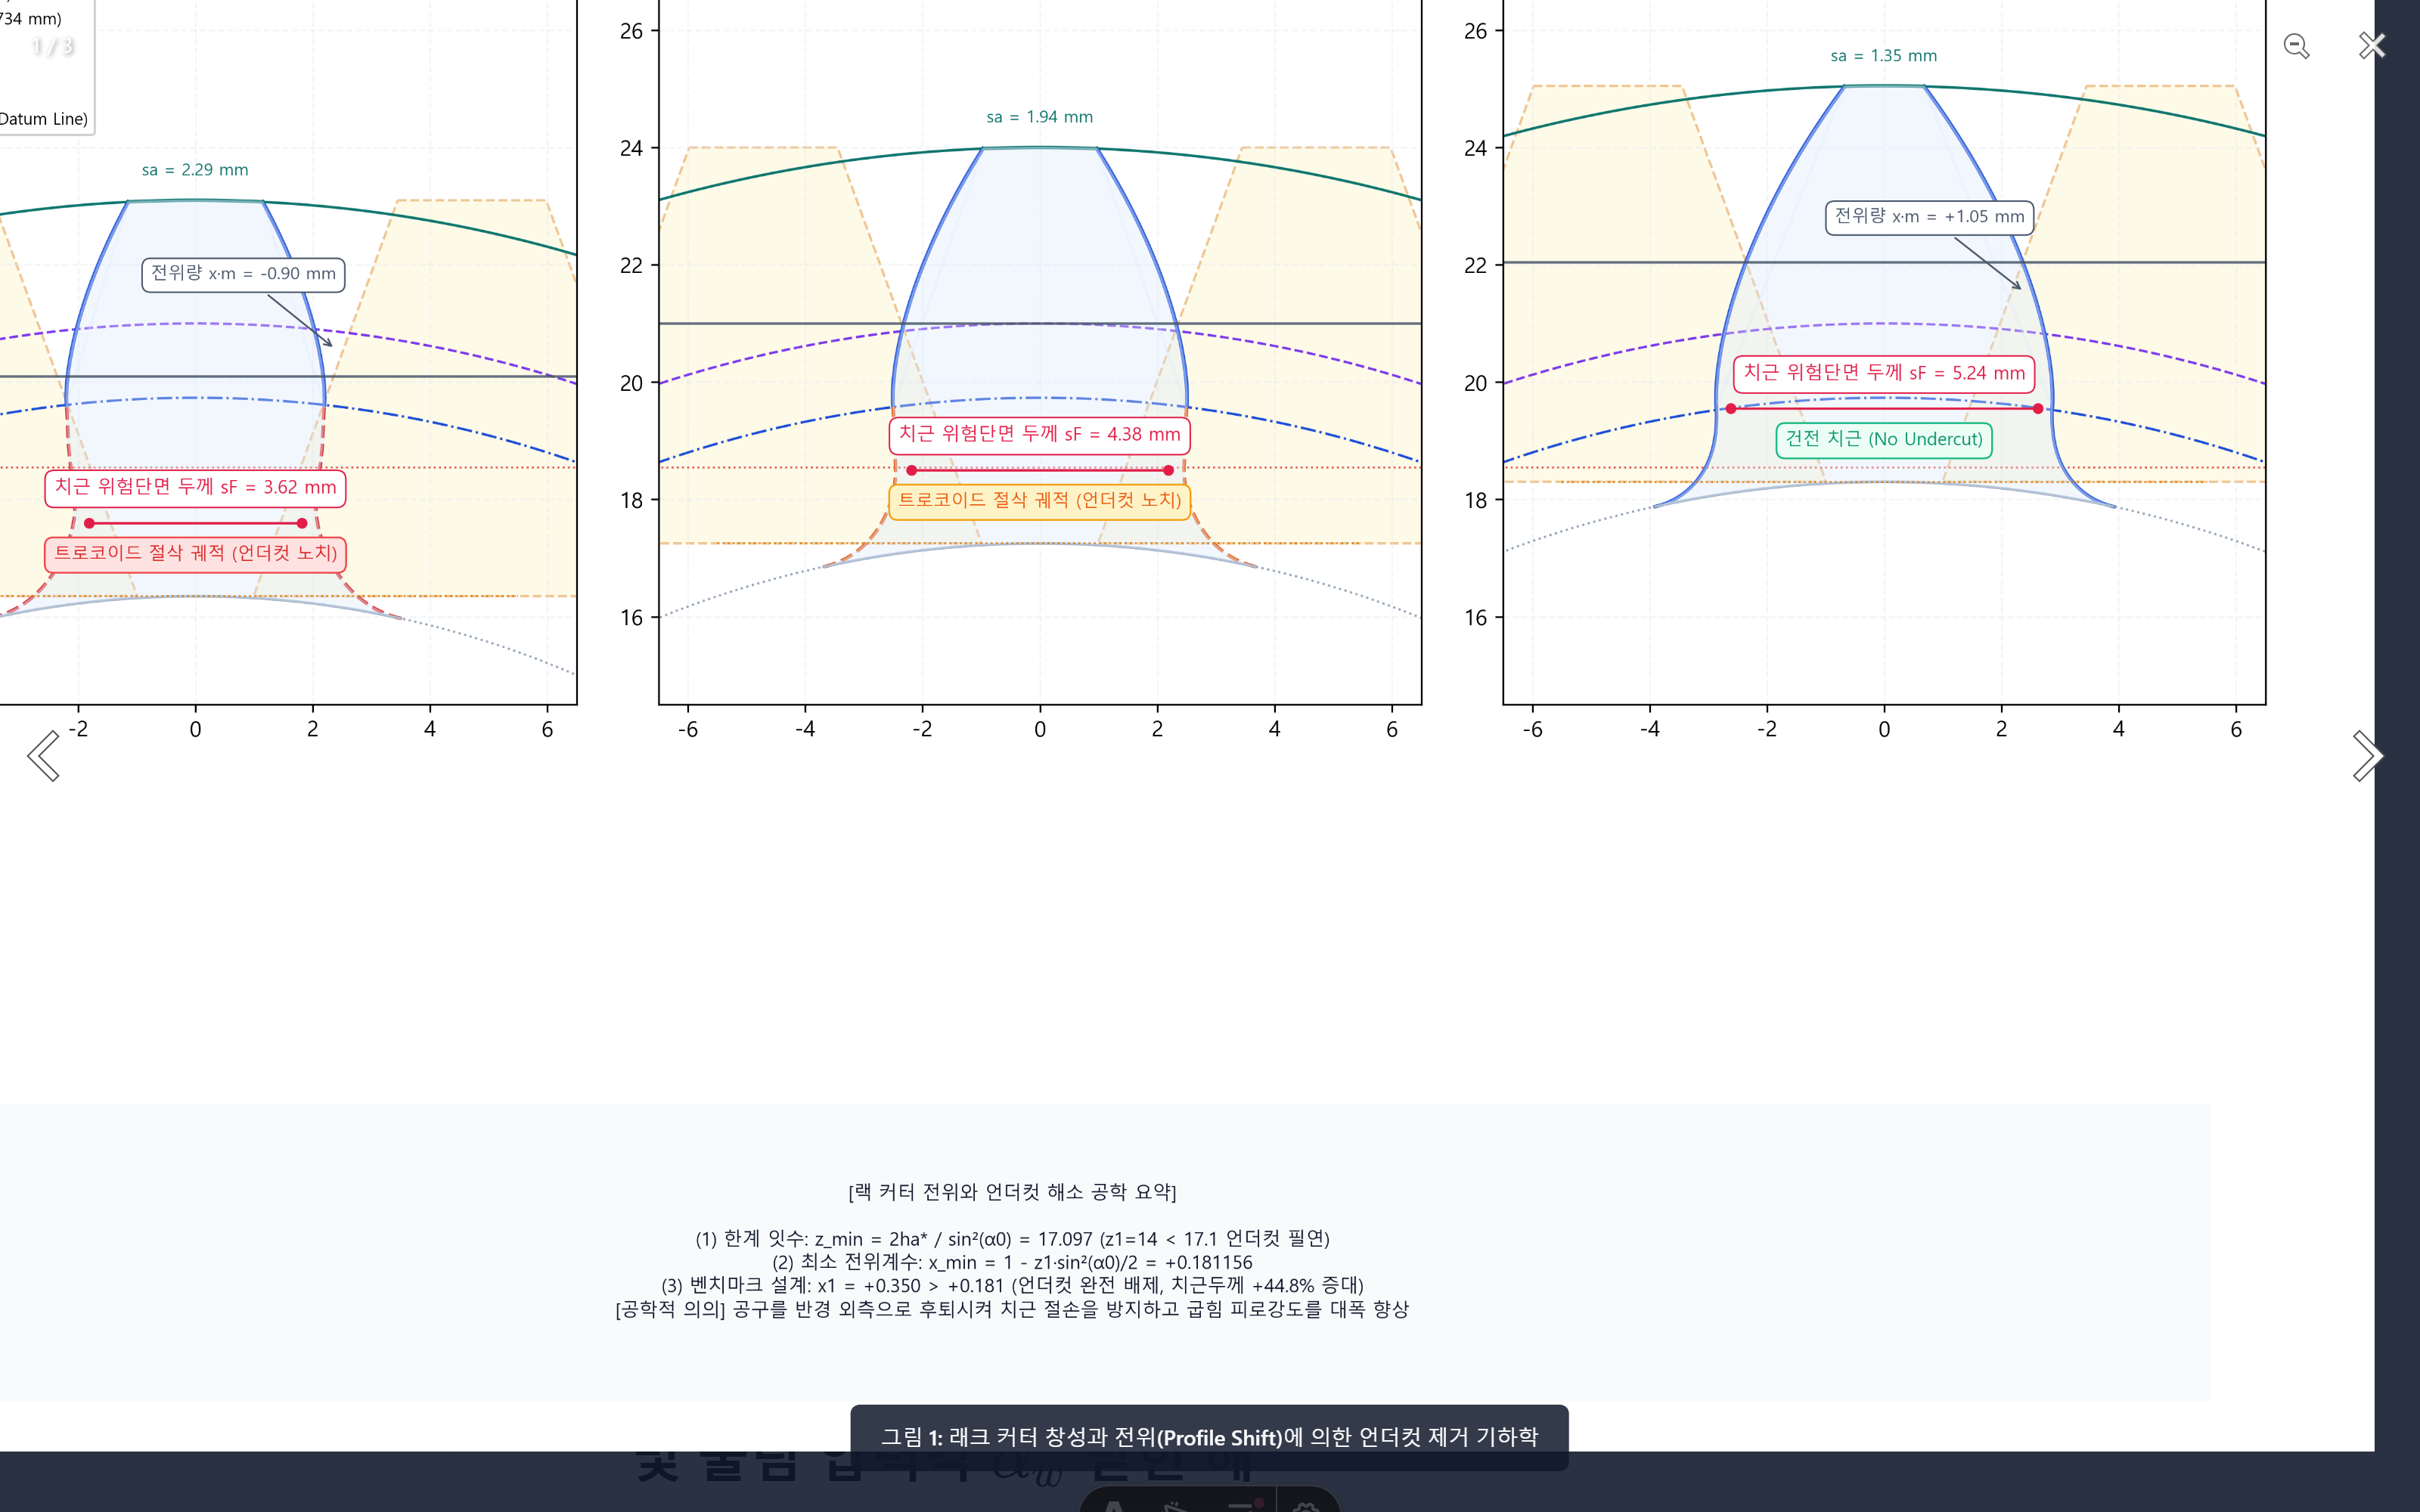 734 mm)
1 / 3
Datum Line)
sa = 2.29 mm
전위량 x·m = -0.90 mm
치근 위험단면 두께 sF = 3.62 mm
트로코이드 절삭 궤적 (언더컷 노치)
-2 0 2 4 6
26
24
22
20
18
16
sa = 1.94 mm
치근 위험단면 두께 sF = 4.38 mm
트로코이드 절삭 궤적 (언더컷 노치)
-6 -4 -2 0 2 4 6
26
24
22
20
18
16
sa = 1.35 mm
전위량 x·m = +1.05 mm
치근 위험단면 두께 sF = 5.24 mm
건전 치근 (No Undercut)
-6 -4 -2 0 2 4 6
[랙 커터 전위와 언더컷 해소 공학 요약]
(1) 한계 잇수: z_min = 2ha* / sin²(α0) = 17.097 (z1=14 < 17.1 언더컷 필연)
(2) 최소 전위계수: x_min = 1 - z1·sin²(α0)/2 = +0.181156
(3) 벤치마크 설계: x1 = +0.350 > +0.181 (언더컷 완전 배제, 치근두께 +44.8% 증대)
[공학적 의의] 공구를 반경 외측으로 후퇴시켜 치근 절손을 방지하고 굽힘 피로강도를 대폭 향상
그림 1: 래크 커터 창성과 전위(Profile Shift)에 의한 언더컷 제거 기하학